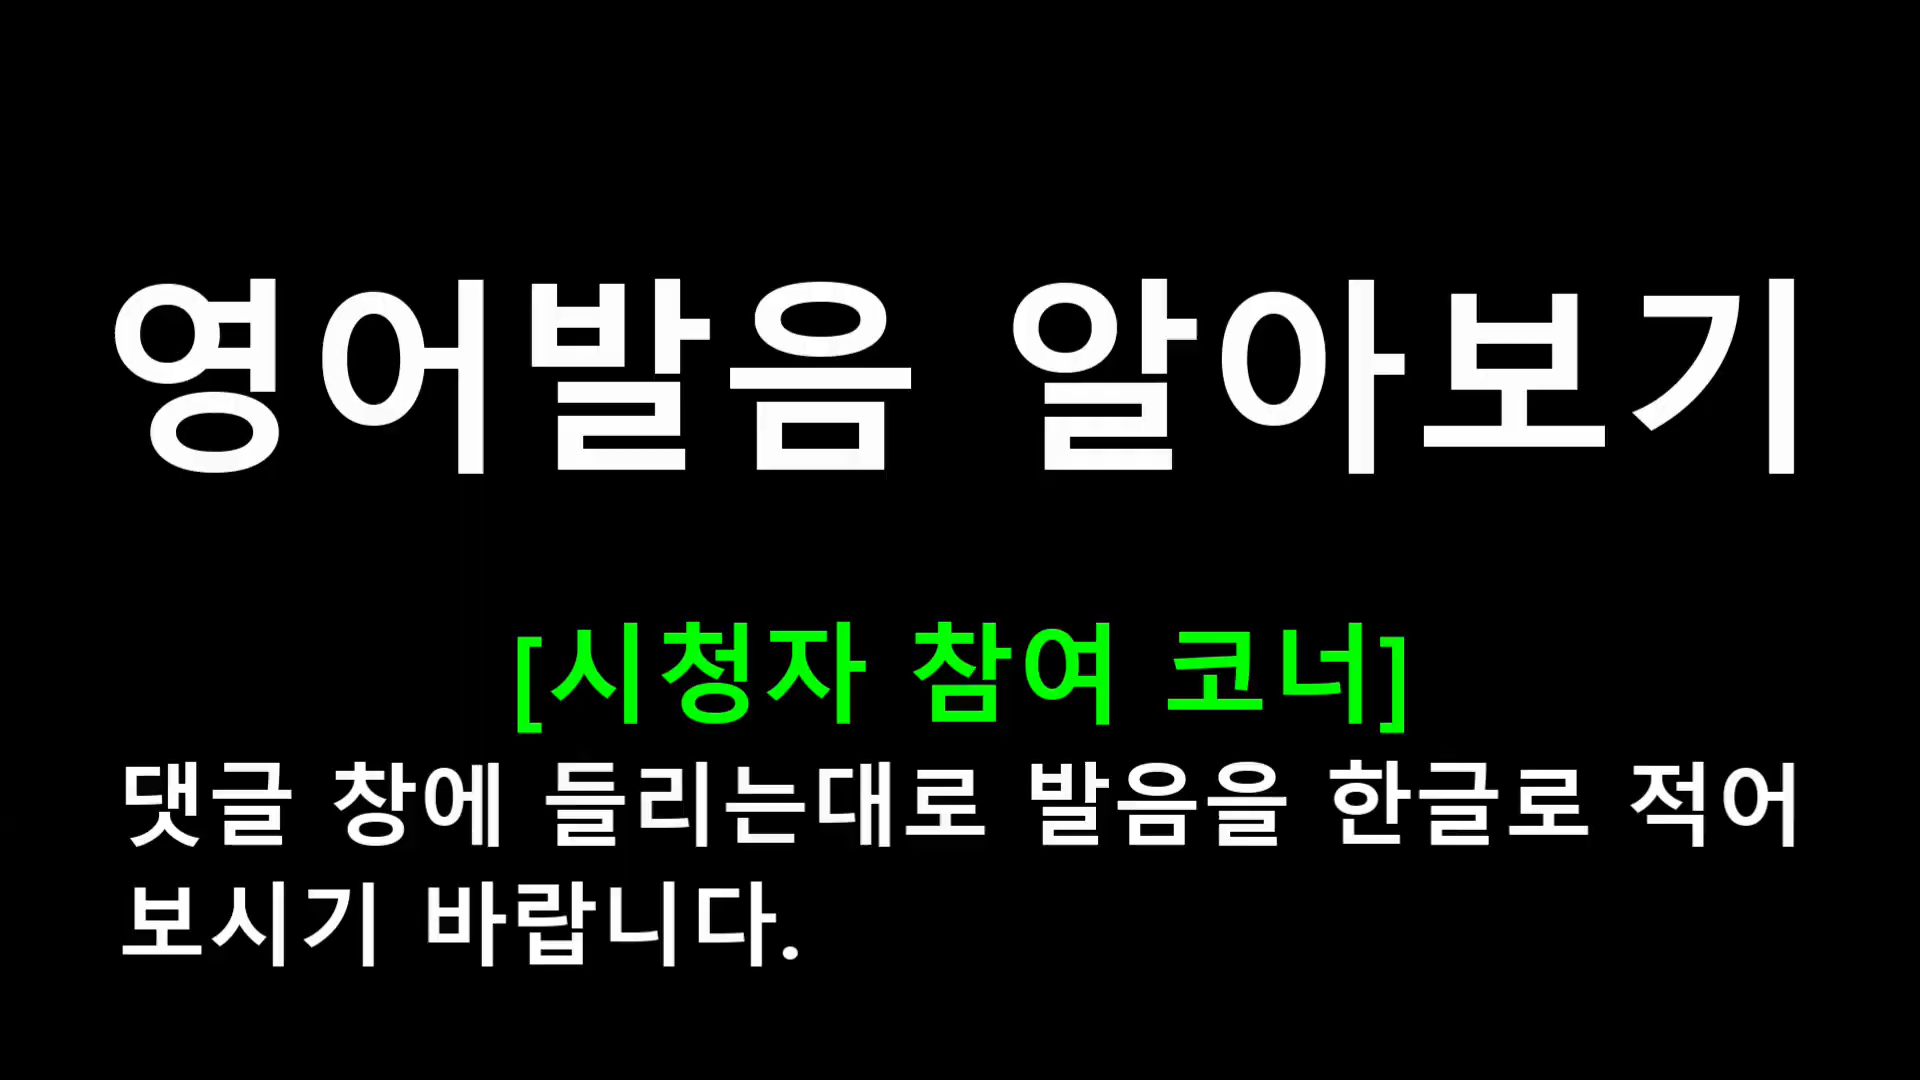 영어발음 알아보기
[시청자 참여 코너]
댓글 창에 들리는대로 발음을 한글로 적어
보시기 바랍니다.